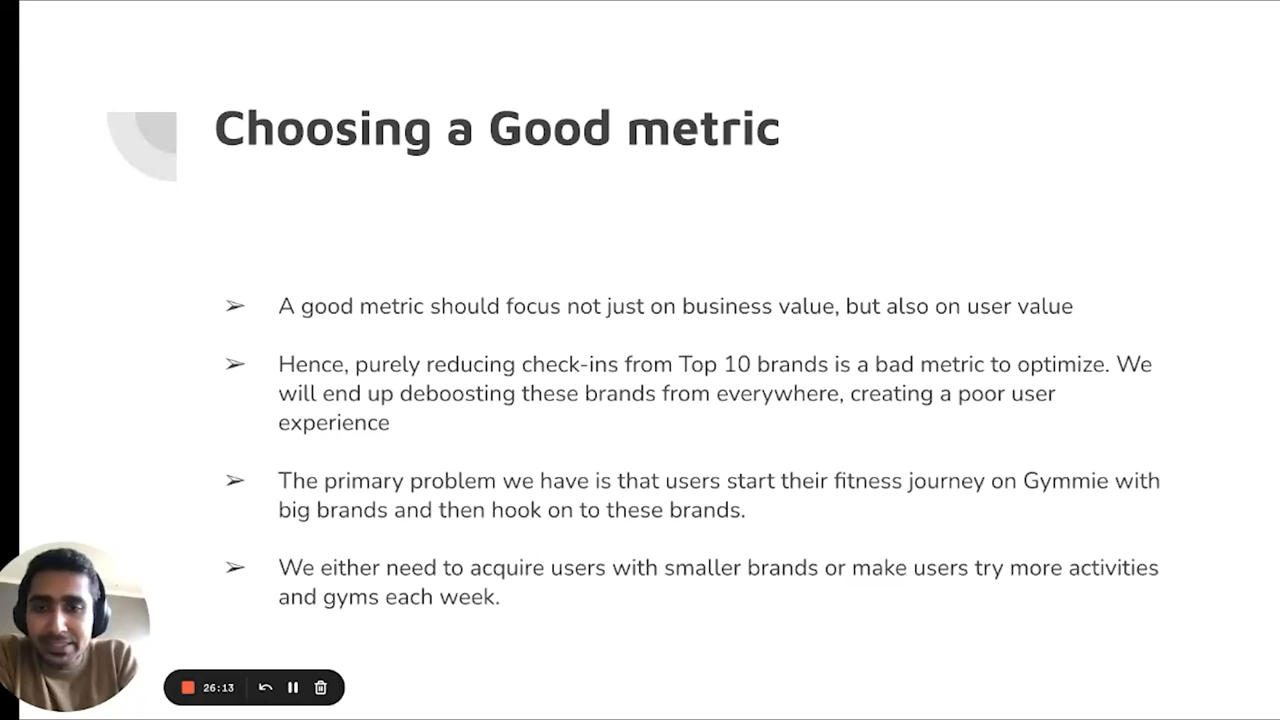 Choosing a Good metric
➢ A good metric should focus not just on business value, but also on user value
➢ Hence, purely reducing check-ins from Top 10 brands is a bad metric to optimize. We
will end up deboosting these brands from everywhere, creating a poor user
experience
➢ The primary problem we have is that users start their fitness journey on Gymmie with
big brands and then hook on to these brands.
➢ We either need to acquire users with smaller brands or make users try more activities
and gyms each week.
26:13